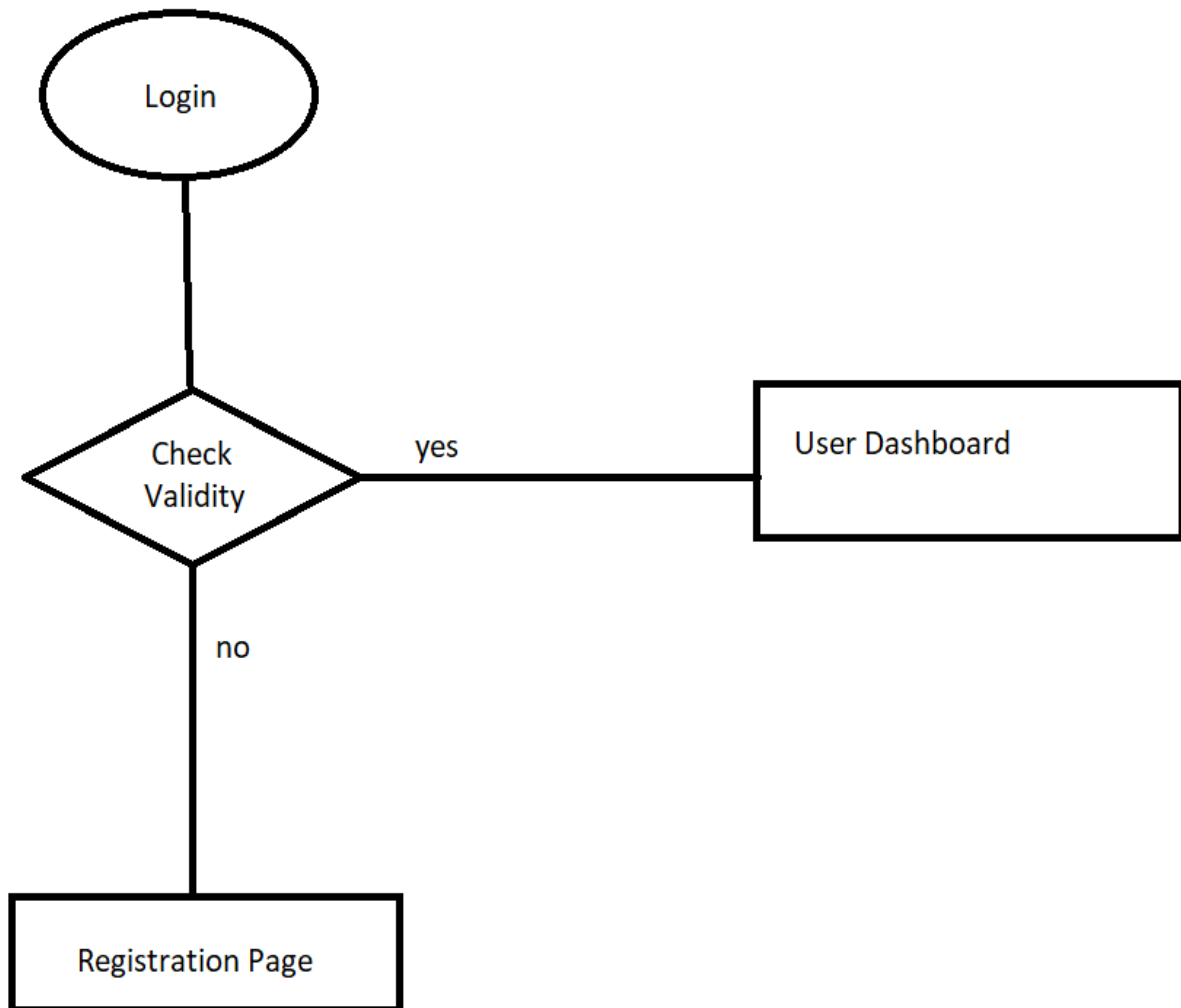 Login
Check
Validity
yes
User Dashboard
no
Registration Page